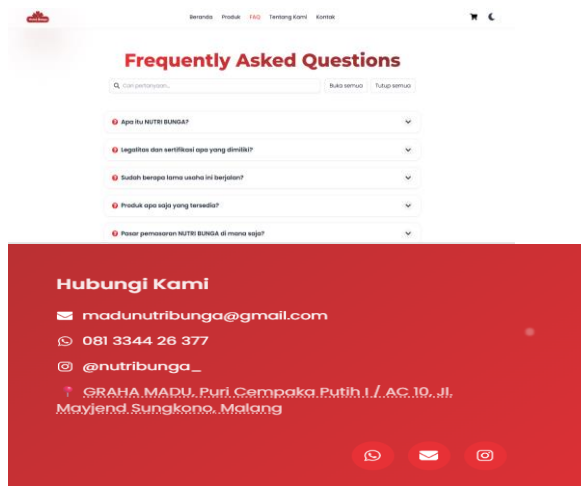 Beranda Produk FAQ Tentang Kami Kontak
Frequently Asked Questions
Cari pertanyaan...
Buka semua Tutup semua
Apa itu NUTRI BUNGA?
Legalitas dan sertifikasi apa yang dimiliki?
Sudah berapa lama usaha ini berjalan?
Produk apa saja yang tersedia?
Pasar pemasaran NUTRI BUNGA di mana saja?
Hubungi Kami
madunutribunga@gmail.com
081 3344 26 377
@nutribunga_
GRAHA MADU, Puri Cempaka Putih I / AC 10, Jl.
Mayjend Sungkono, Malang